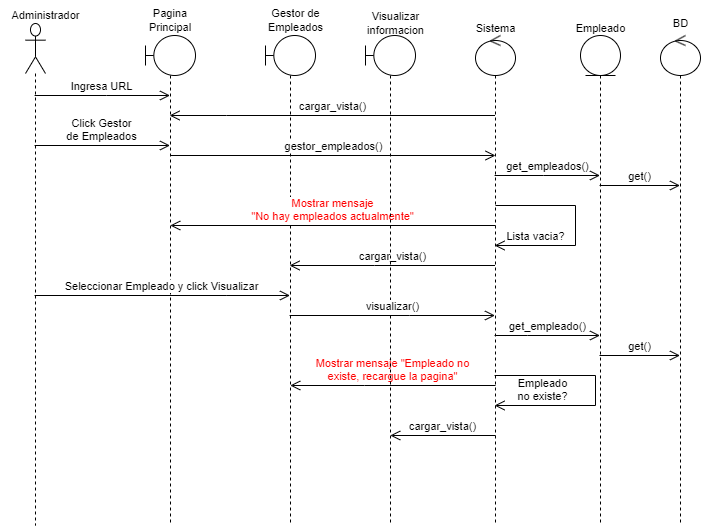 Administrador
Pagina
Principal
Gestor de
Empleados
Visualizar
informacion
Sistema
Empleado
BD
Ingresa URL
cargar_vista()
Click Gestor
de Empleados
gestor_empleados()
get_empleados()
get()
Mostrar mensaje
"No hay empleados actualmente"
Lista vacia?
cargar_vista()
Seleccionar Empleado y click Visualizar
visualizar()
get_empleado()
get()
Mostrar mensaje "Empleado no
existe, recargue la pagina"
Empleado
no existe?
cargar_vista()